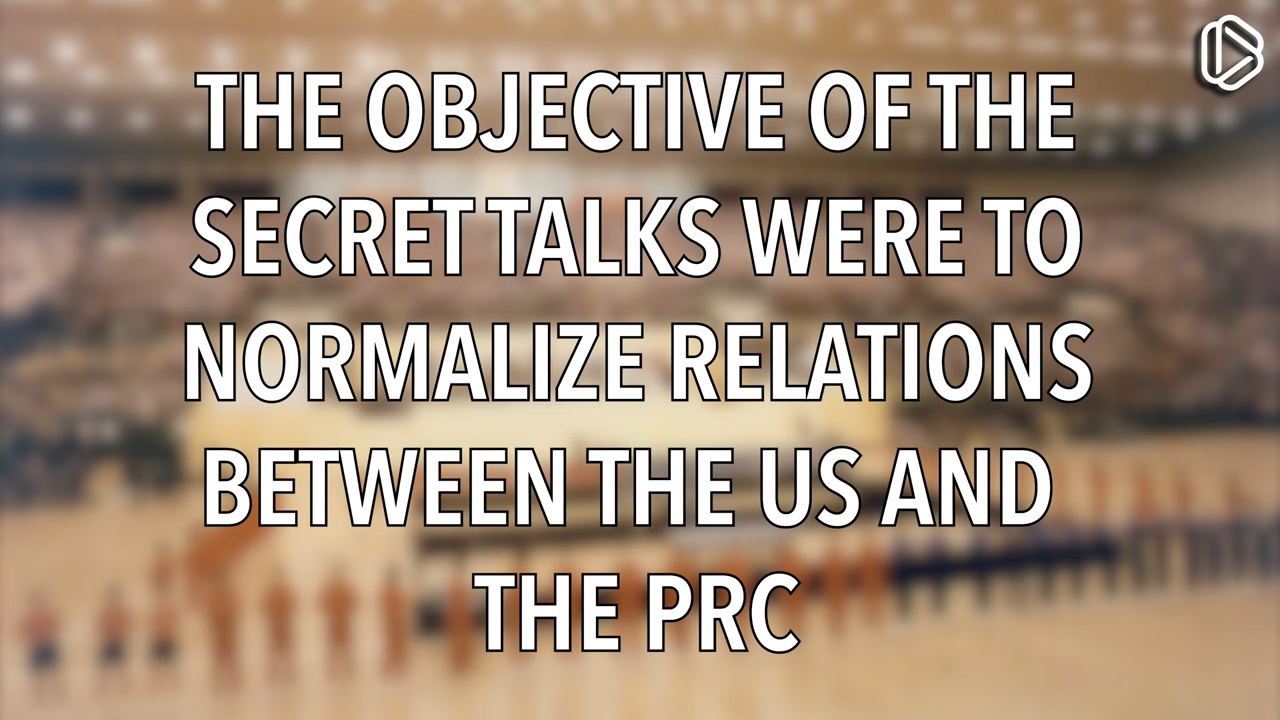 THE OBJECTIVE OF THE
SECRET TALKS WERE TO
NORMALIZE RELATIONS
BETWEEN THE US AND
THE PRC